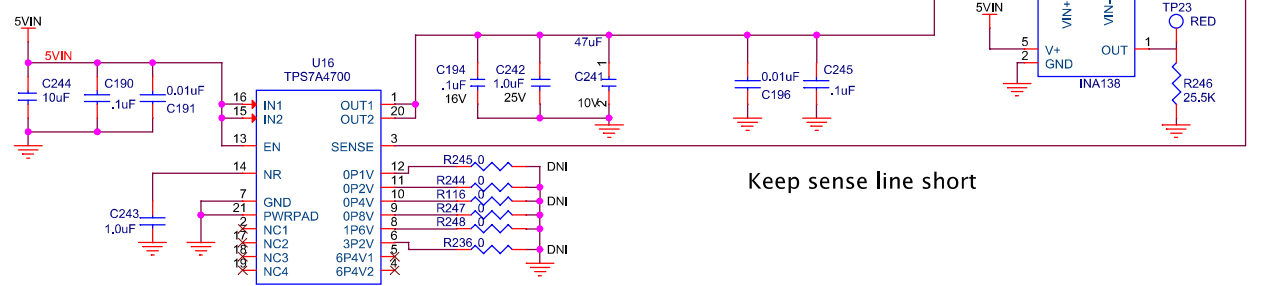 5VIN
5VIN
C244
10uF
C190
.1uF
0.01uF
C191
U16
TPS7A4700
16
15
13
14
7
21
2
17
18
19
IN1
IN2
EN
NR
GND
PWRPAD
NC1
NC2
NC3
NC4
OUT1
OUT2
SENSE
0P1V
0P2V
0P4V
0P8V
1P6V
3P2V
6P4V1
6P4V2
1
20
3
12
11
10
9
8
6
5
4
C243
1.0uF
C194
.1uF
16V
C242
1.0uF
25V
47uF
C241
1
2
10V
0.01uF
C196
C245
.1uF
R245 0
R244 0
R116 0
R247 0
R248 0
R236 0
DNI
DNI
DNI
Keep sense line short
5VIN
5
2
V+
GND
VIN+
VIN-
OUT
1
INA138
TP23
RED
R246
25.5K